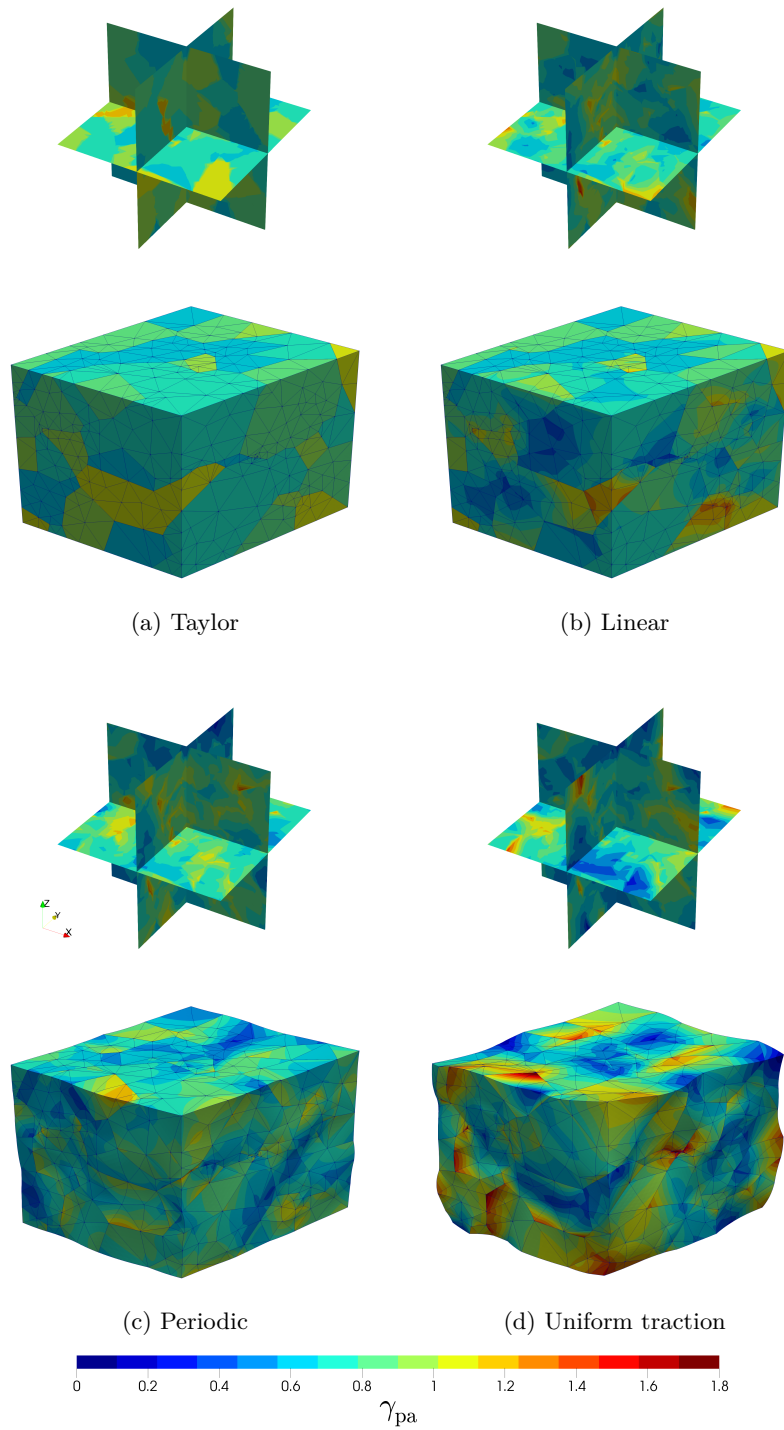 (a) Taylor
(b) Linear
Z
Y
X
(c) Periodic
(d) Uniform traction
0 0.2 0.4 0.6 0.8 1 1.2 1.4 1.6 1.8
γpa